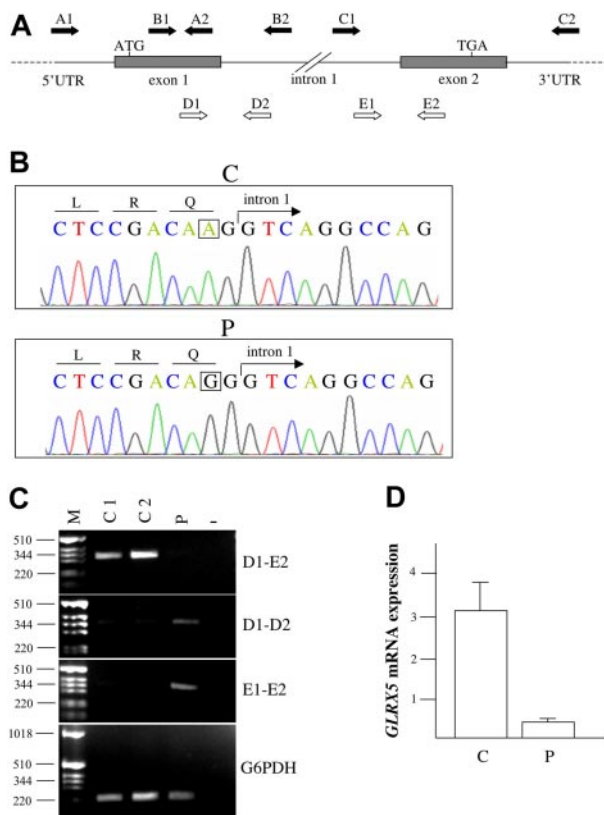 A
A1 B1 A2 B2 C1 C2
ATG TGA
5'UTR exon 1 intron 1 exon 2 3'UTR
D1 D2 E1 E2
B
C
L R Q intron 1
C T C C G A C A A G G T C A G G C C A G
P
L R Q intron 1
C T C C G A C A G G G T C A G G C C A G
C
M C 1 C 2 P -
510
344
220
D1-E2
510
344
220
D1-D2
510
344
220
E1-E2
1018
510
344
220
G6PDH
D
GLRX5 mRNA expression
4
3
2
1
C P